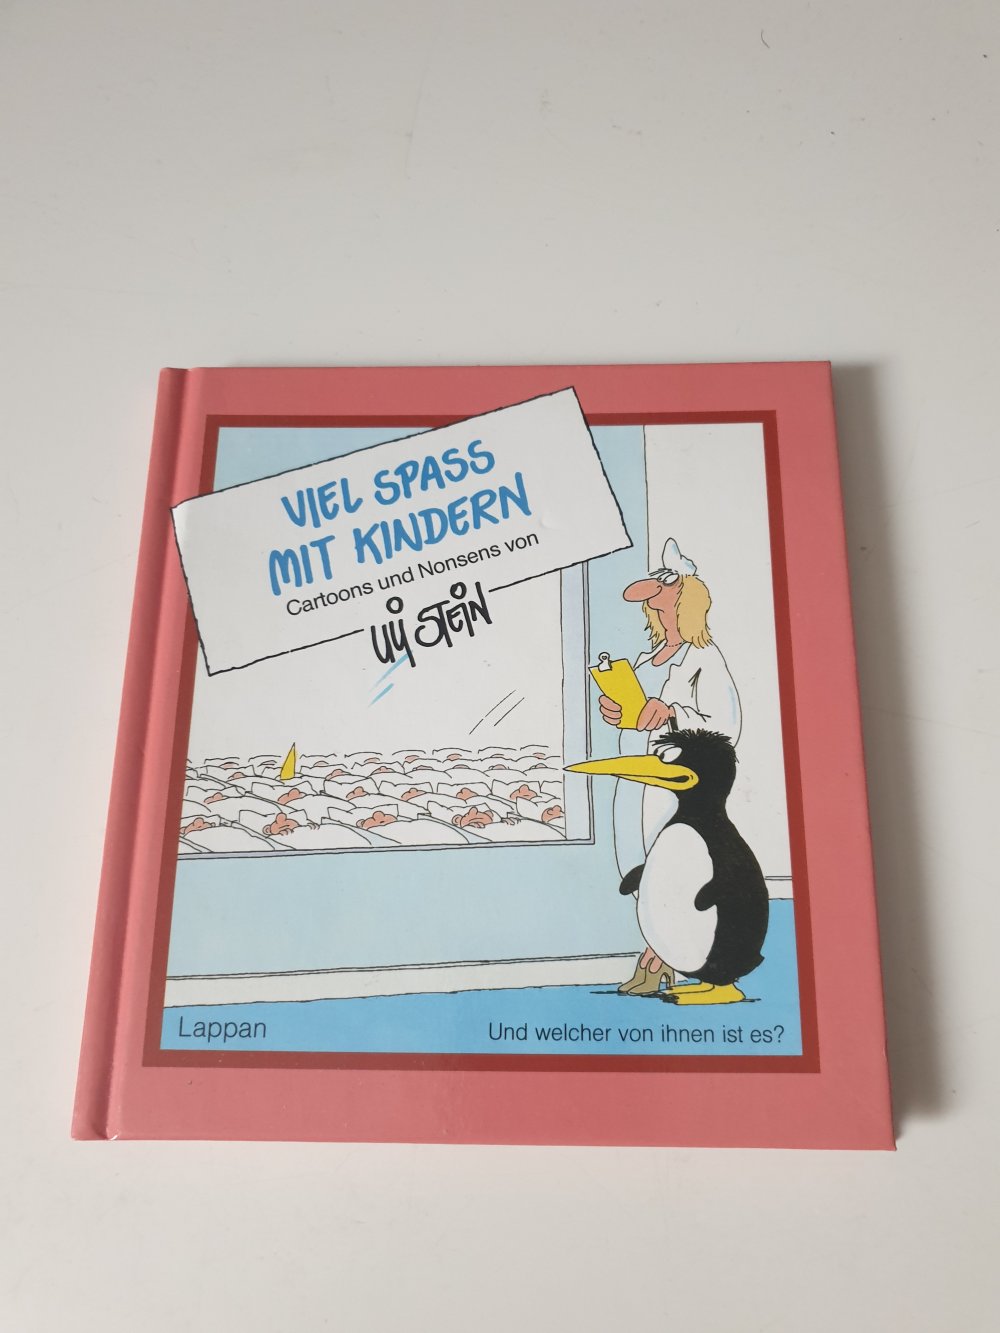 VIEL SPASS
MIT KINDERN
Cartoons und Nonsens von
ULI STEIN
Lappan
Und welcher von ihnen ist es?